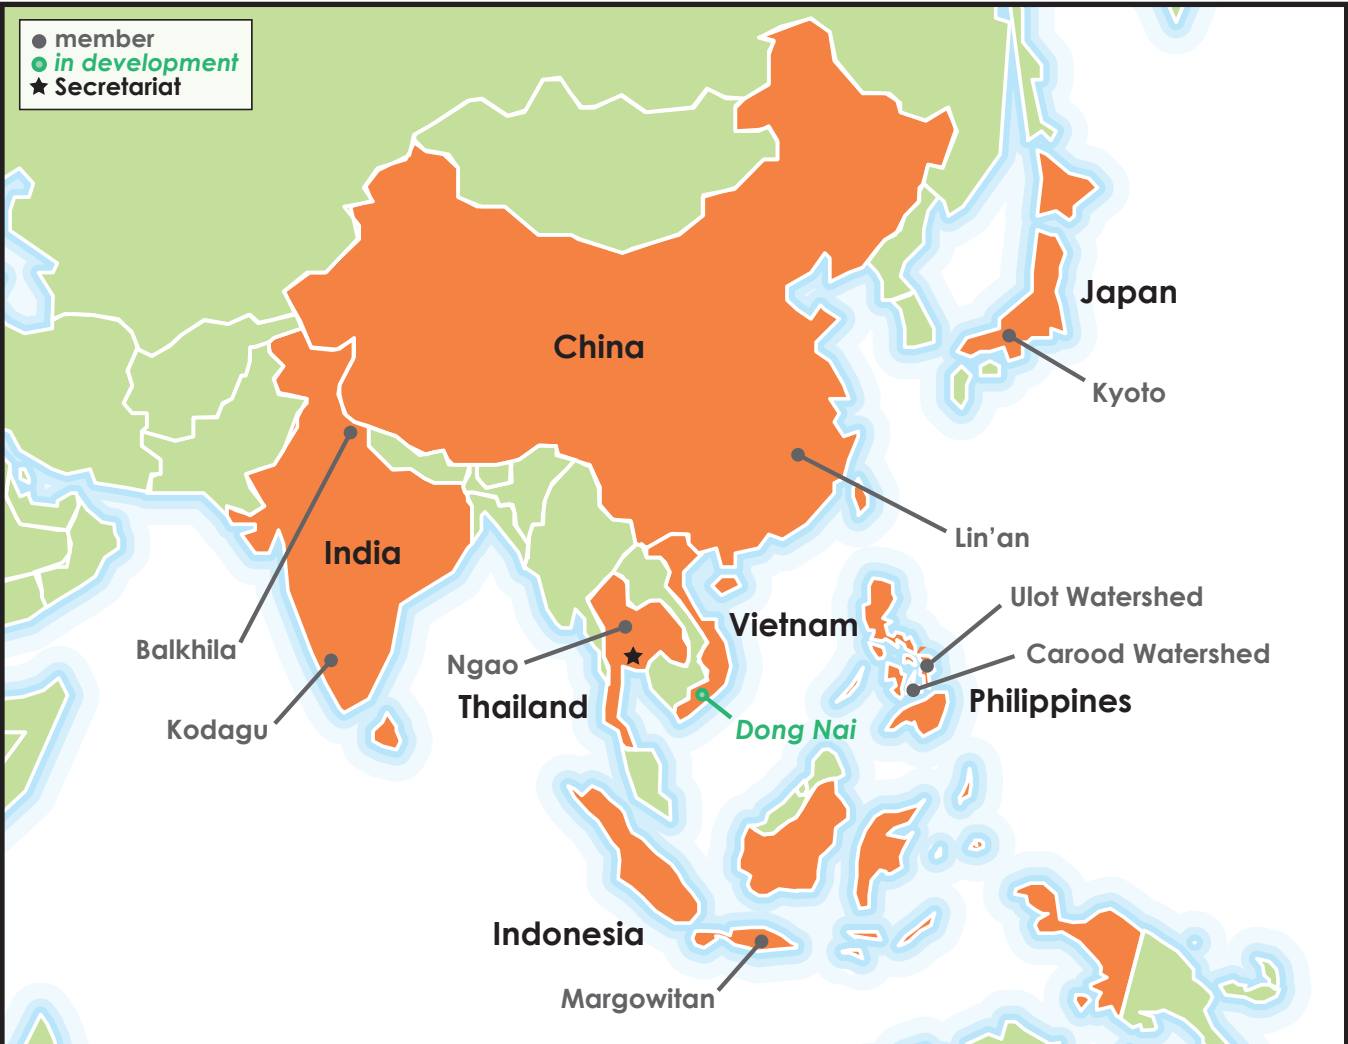 member
in development
Secretariat
Japan
China
Kyoto
Lin’an
India
Ulot Watershed
Vietnam
Balkhila
Carood Watershed
Ngao
Philippines
Thailand
Kodagu
Dong Nai
Indonesia
Margowitan